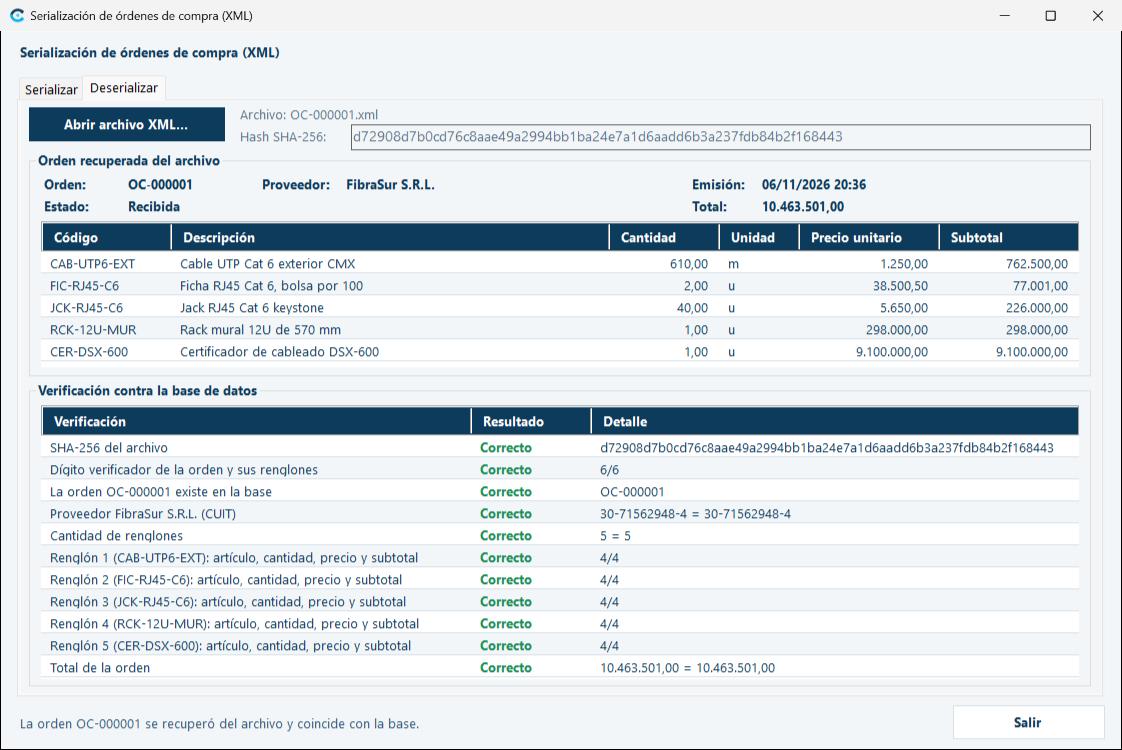 Serialización de órdenes de compra (XML)
Serialización de órdenes de compra (XML)
Serializar Deserializar
Abrir archivo XML... Archivo: OC-000001.xml
Hash SHA-256: d72908d7b0cd76c8aae49a2994bb1ba24e7a1d6aadd6b3a237fdb84b2f168443
Orden recuperada del archivo
Orden: OC-000001 Proveedor: FibraSur S.R.L. Emisión: 06/11/2026 20:36
Estado: Recibida Total: 10.463.501,00
Código Descripción Cantidad Unidad Precio unitario Subtotal
CAB-UTP6-EXT Cable UTP Cat 6 exterior CMX 610,00 m 1.250,00 762.500,00
FIC-RJ45-C6 Ficha RJ45 Cat 6, bolsa por 100 2,00 u 38.500,50 77.001,00
JCK-RJ45-C6 Jack RJ45 Cat 6 keystone 40,00 u 5.650,00 226.000,00
RCK-12U-MUR Rack mural 12U de 570 mm 1,00 u 298.000,00 298.000,00
CER-DSX-600 Certificador de cableado DSX-600 1,00 u 9.100.000,00 9.100.000,00
Verificación contra la base de datos
Verificación Resultado Detalle
SHA-256 del archivo Correcto d72908d7b0cd76c8aae49a2994bb1ba24e7a1d6aadd6b3a237fdb84b2f168443
Dígito verificador de la orden y sus renglones Correcto 6/6
La orden OC-000001 existe en la base Correcto OC-000001
Proveedor FibraSur S.R.L. (CUIT) Correcto 30-71562948-4 = 30-71562948-4
Cantidad de renglones Correcto 5 = 5
Renglón 1 (CAB-UTP6-EXT): artículo, cantidad, precio y subtotal Correcto 4/4
Renglón 2 (FIC-RJ45-C6): artículo, cantidad, precio y subtotal Correcto 4/4
Renglón 3 (JCK-RJ45-C6): artículo, cantidad, precio y subtotal Correcto 4/4
Renglón 4 (RCK-12U-MUR): artículo, cantidad, precio y subtotal Correcto 4/4
Renglón 5 (CER-DSX-600): artículo, cantidad, precio y subtotal Correcto 4/4
Total de la orden Correcto 10.463.501,00 = 10.463.501,00
La orden OC-000001 se recuperó del archivo y coincide con la base.
Salir